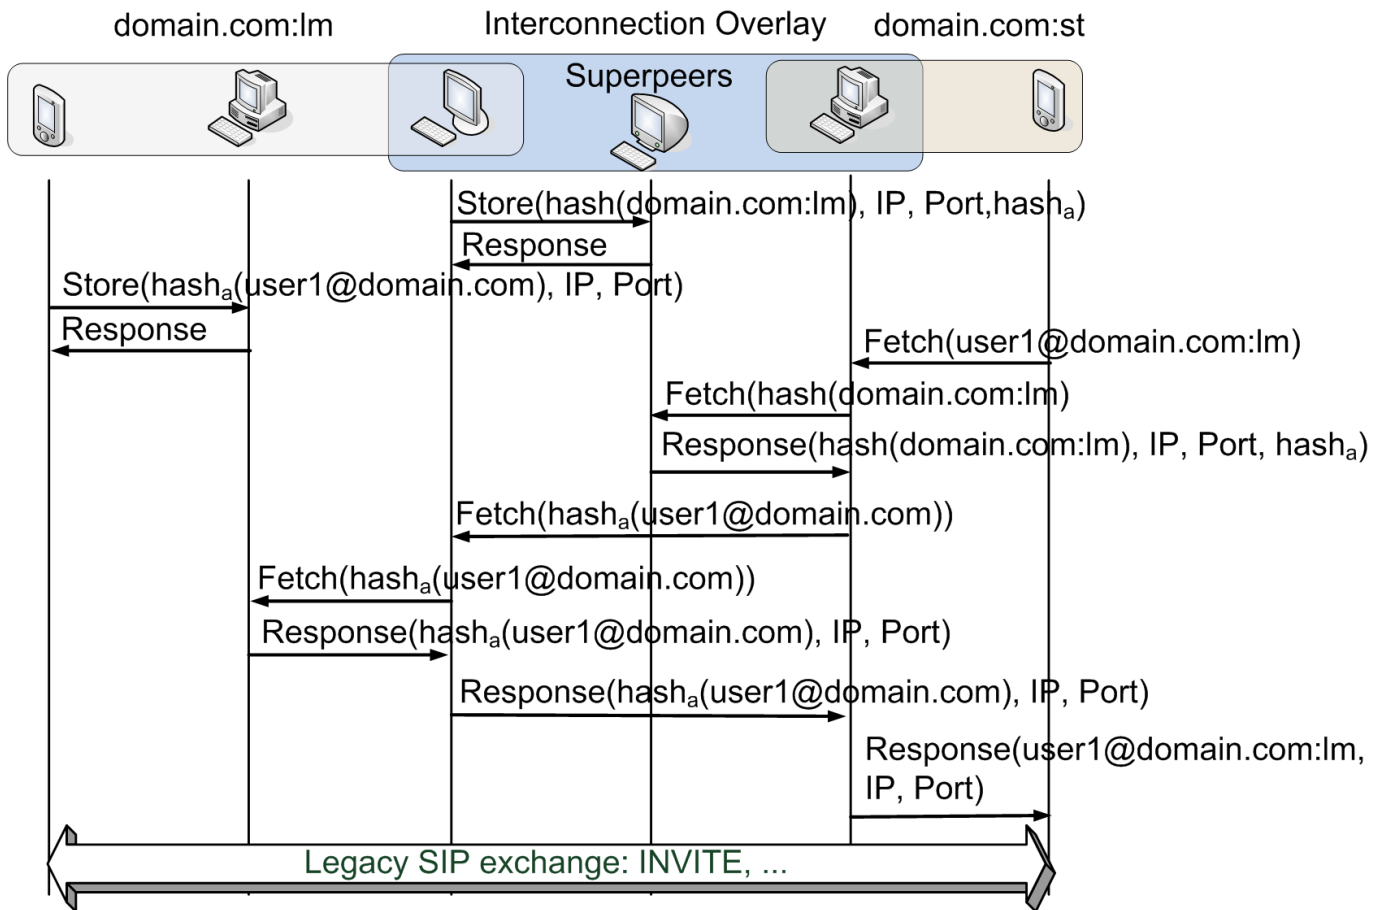 domain.com:lm
Interconnection Overlay
domain.com:st
Superpeers
Store(hash(domain.com:lm), IP, Port,hashₐ)
Response
Store(hashₐ(user1@domain.com), IP, Port)
Response
Fetch(user1@domain.com:lm)
Fetch(hash(domain.com:lm)
Response(hash(domain.com:lm), IP, Port, hashₐ)
Fetch(hashₐ(user1@domain.com))
Fetch(hashₐ(user1@domain.com))
Response(hashₐ(user1@domain.com), IP, Port)
Response(hashₐ(user1@domain.com), IP, Port)
Response(user1@domain.com:lm,
IP, Port)
Legacy SIP exchange: INVITE, ...